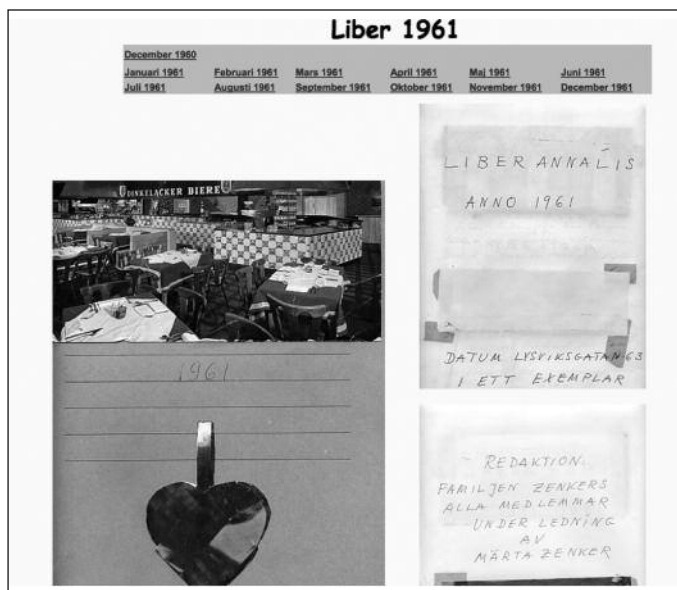 Liber 1961
December 1960
Januari 1961 Februari 1961 Mars 1961 April 1961 Maj 1961 Juni 1961
Juli 1961 Augusti 1961 September 1961 Oktober 1961 November 1961 December 1961
DINKELACKER BIERE
1961
LIBER ANNALIS
ANNO 1961
DATUM LYSVIKSGATAN 63
I ETT EXEMPLAR
REDAKTION:
FAMILJEN ZENKERS
ALLA MEDLEMMAR
UNDER LEDNING
AV
MÄRTA ZENKER